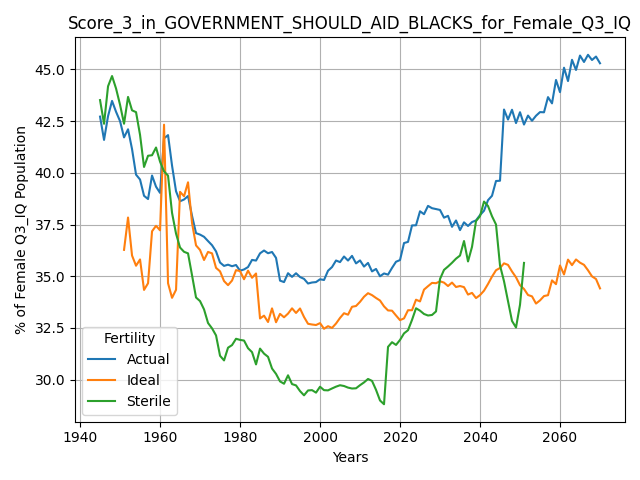 Score_3_in_GOVERNMENT_SHOULD_AID_BLACKS_for_Female_Q3_IQ
% of Female Q3_IQ Population
45.0
42.5
40.0
37.5
35.0
32.5
30.0
Fertility
Actual
Ideal
Sterile
1940
1960
1980
2000
2020
2040
2060
Years